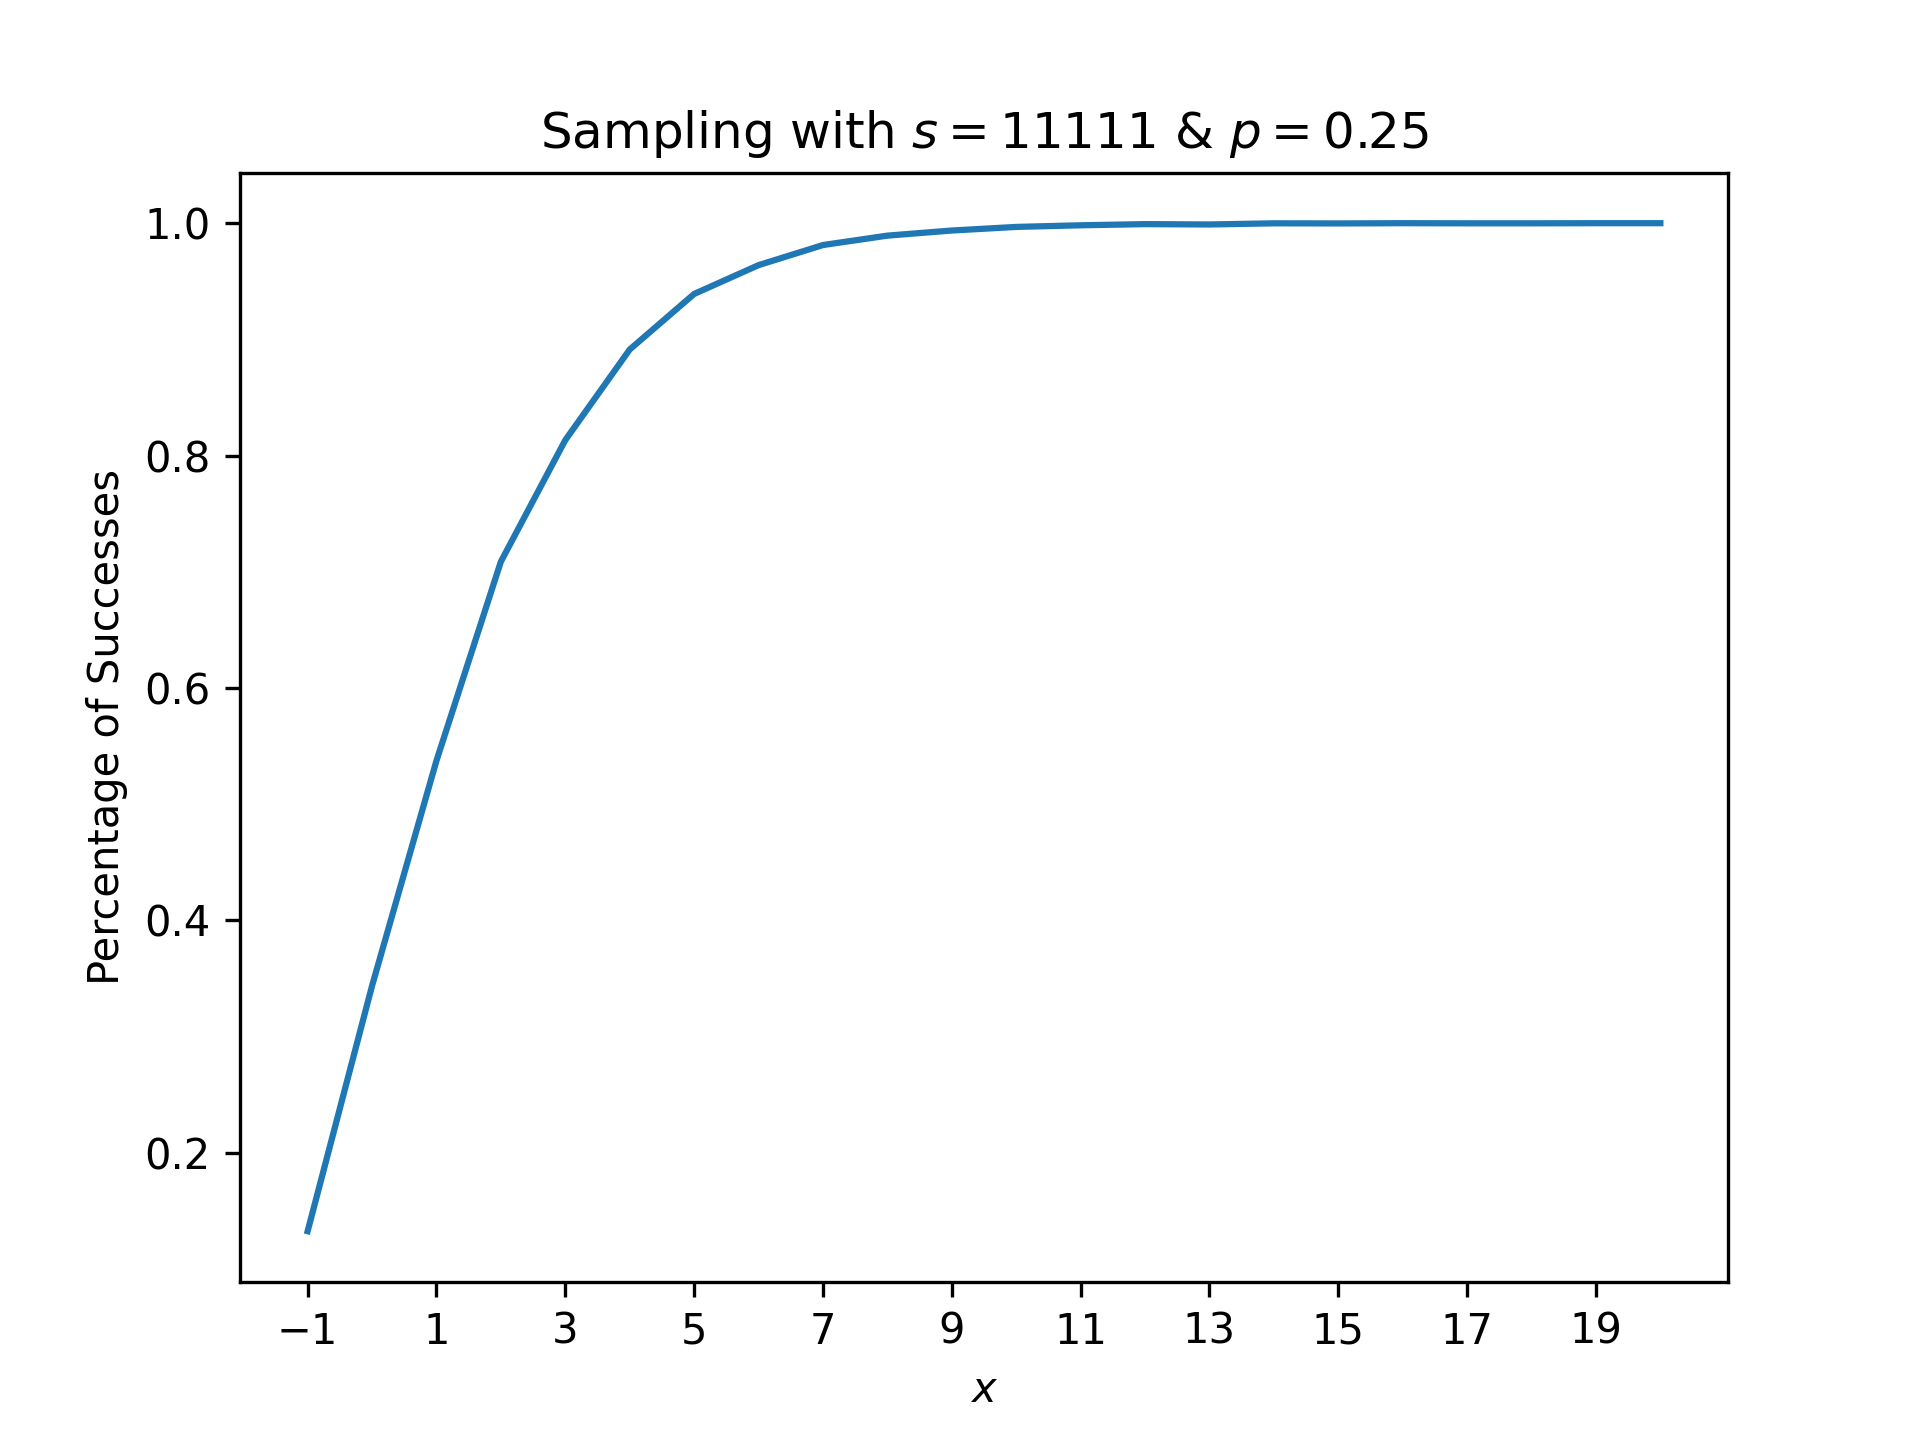 Sampling with s = 11111 & p = 0.25
Percentage of Successes
1.0
0.8
0.6
0.4
0.2
−1 1 3 5 7 9 11 13 15 17 19
x